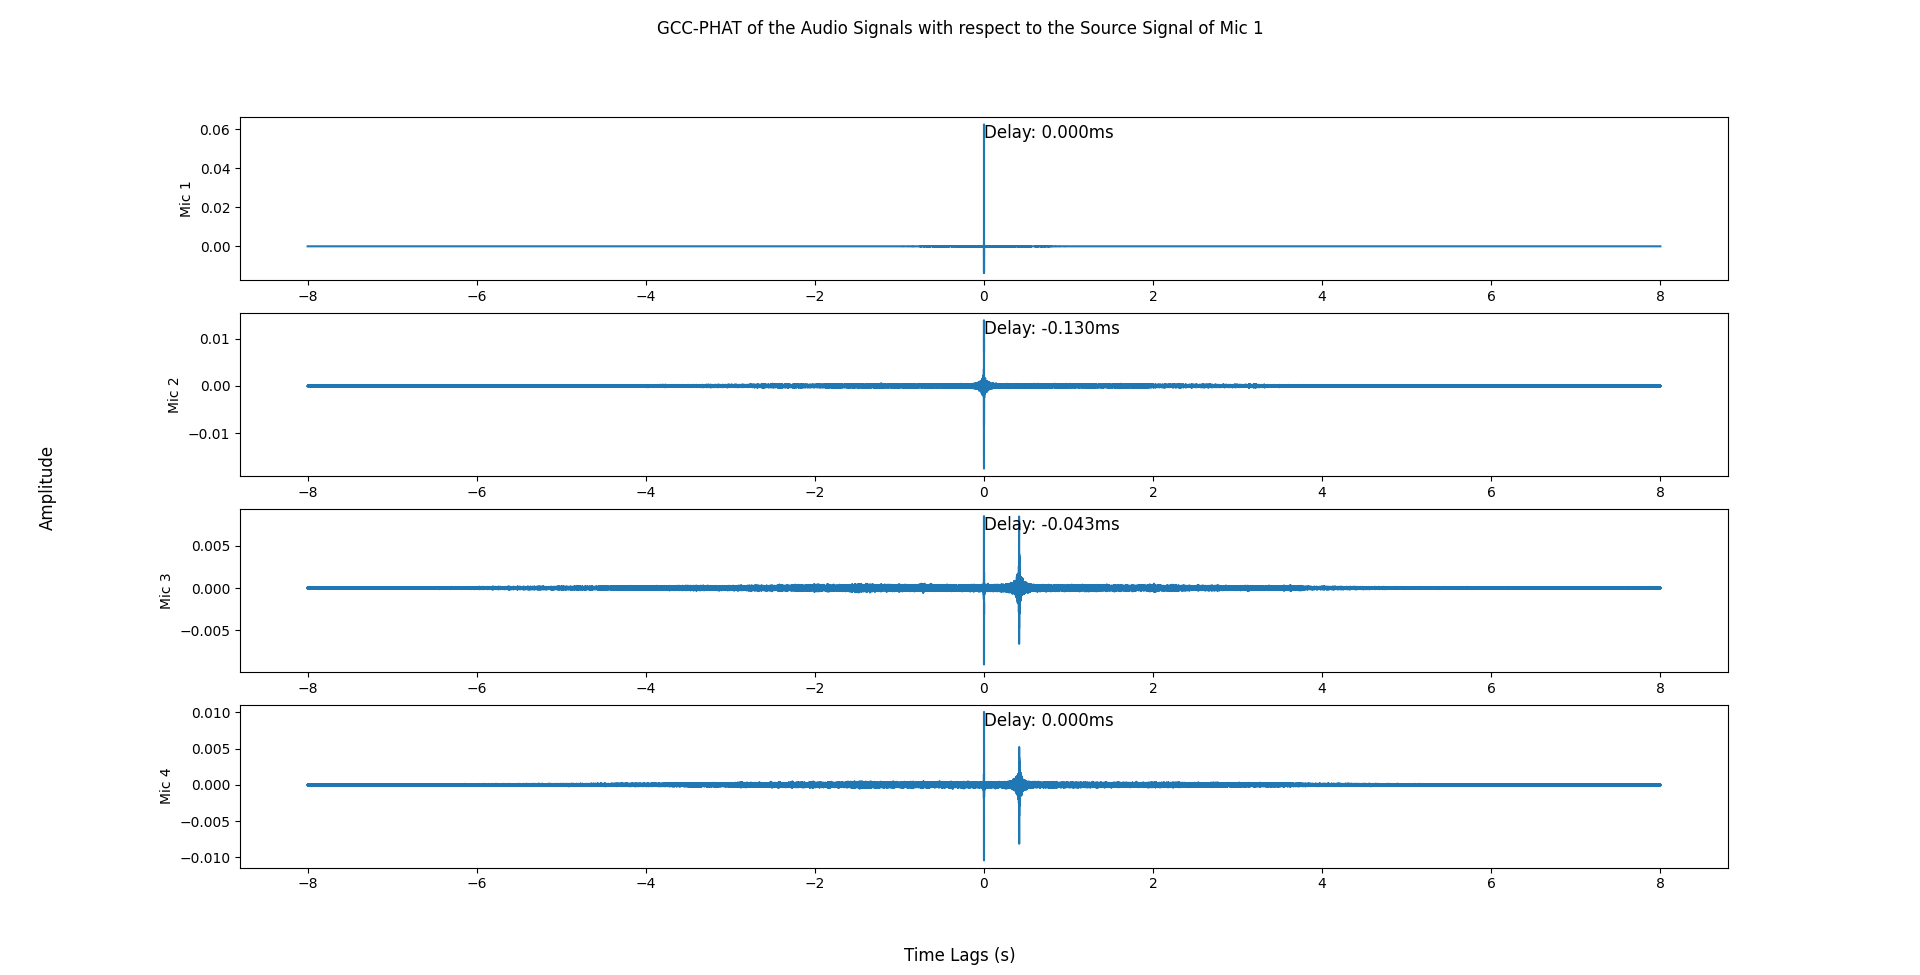 GCC-PHAT of the Audio Signals with respect to the Source Signal of Mic 1
Amplitude
Mic 1
0.06
0.04
0.02
0.00
Delay: 0.000ms
−8 −6 −4 −2 0 2 4 6 8
Mic 2
0.01
0.00
−0.01
Delay: -0.130ms
−8 −6 −4 −2 0 2 4 6 8
Mic 3
0.005
0.000
−0.005
Delay: -0.043ms
−8 −6 −4 −2 0 2 4 6 8
Mic 4
0.010
0.005
0.000
−0.005
−0.010
Delay: 0.000ms
−8 −6 −4 −2 0 2 4 6 8
Time Lags (s)